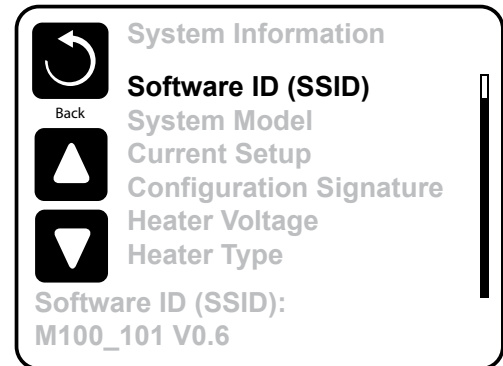 System Information
Software ID (SSID)
Back
System Model
Current Setup
Configuration Signature
Heater Voltage
Heater Type
Software ID (SSID):
M100_101 V0.6